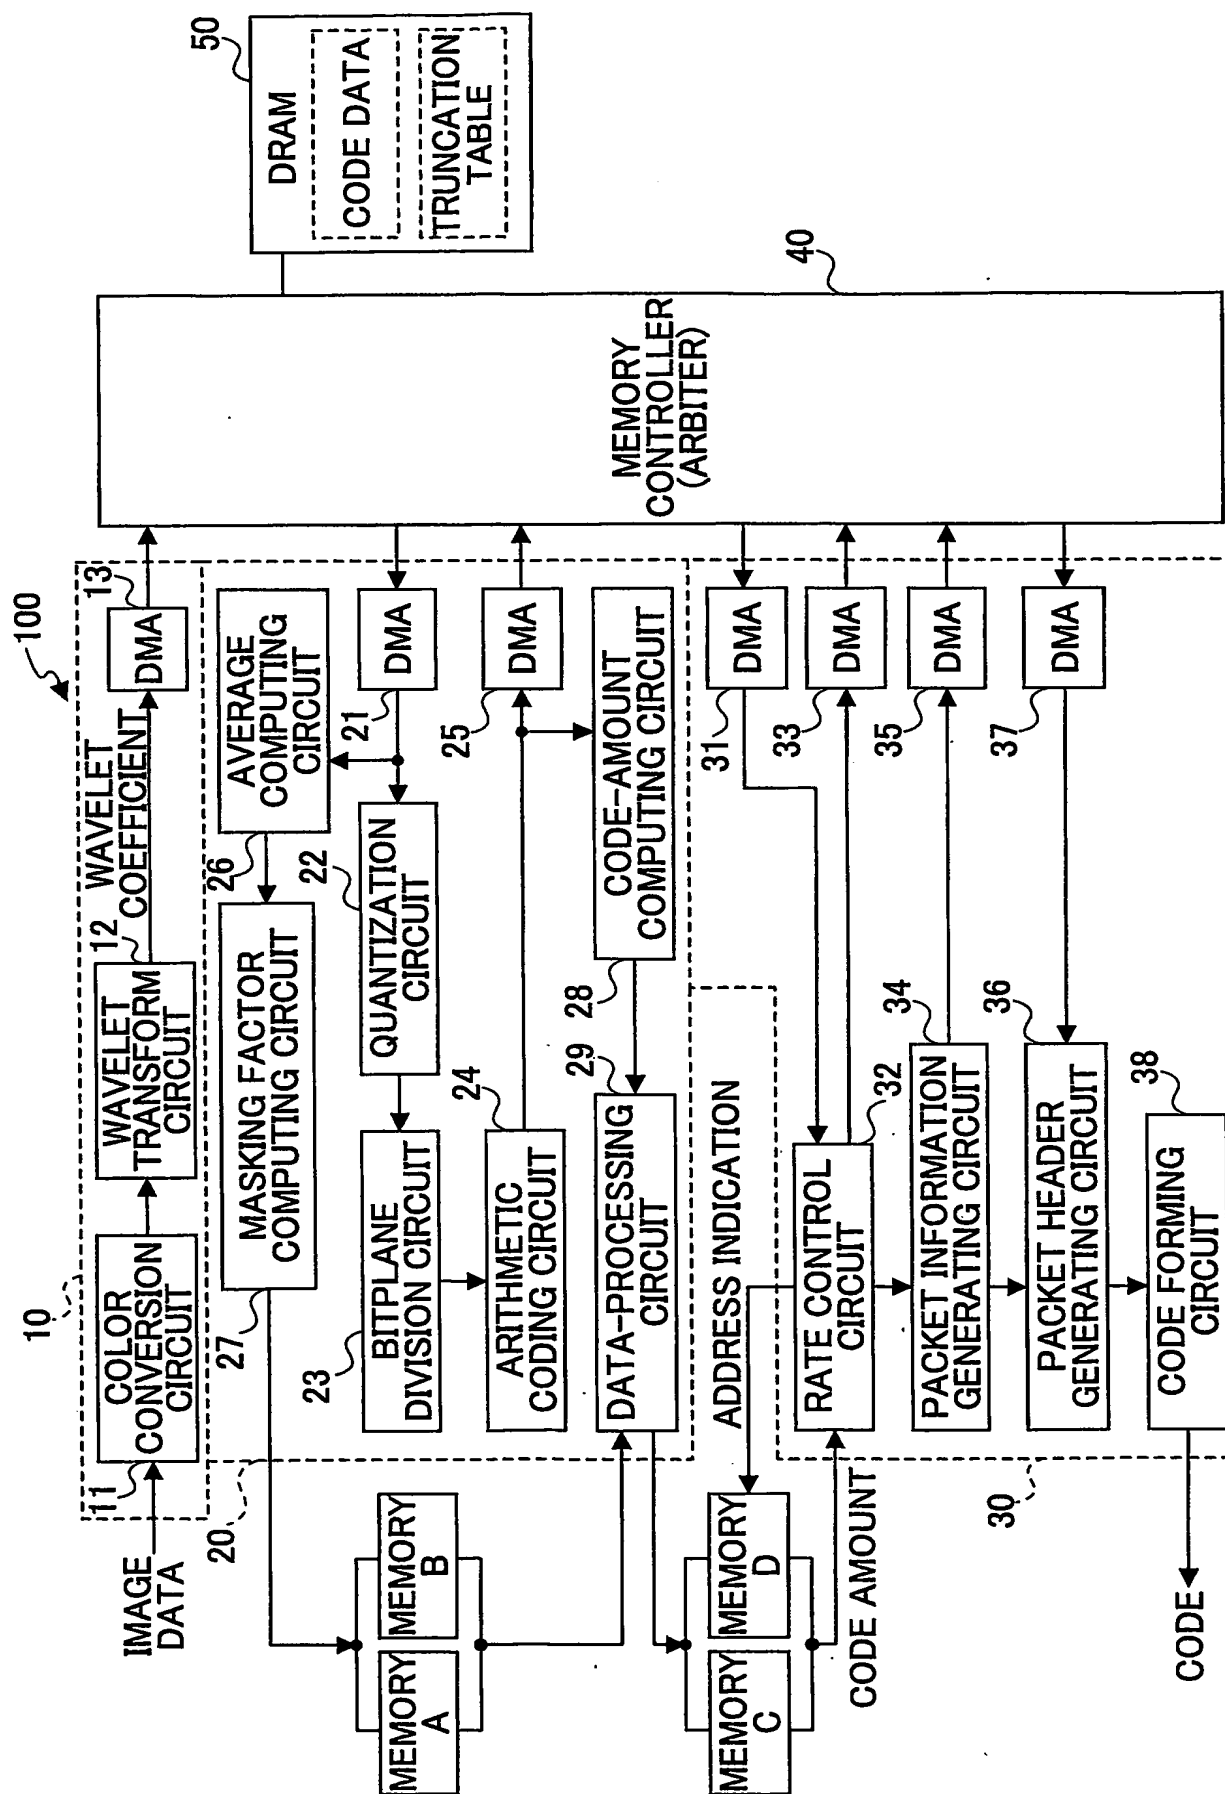 100
10
IMAGE
DATA
11
COLOR
CONVERSION
CIRCUIT
12
WAVELET
TRANSFORM
CIRCUIT
WAVELET
COEFFICIENT
13
DMA
50
DRAM
CODE DATA
TRUNCATION
TABLE
20
27
MASKING FACTOR
COMPUTING CIRCUIT
26
AVERAGE
COMPUTING
CIRCUIT
21
DMA
22
QUANTIZATION
CIRCUIT
23
BITPLANE
DIVISION CIRCUIT
24
ARITHMETIC
CODING CIRCUIT
25
DMA
28
CODE-AMOUNT
COMPUTING CIRCUIT
29
DATA-PROCESSING
CIRCUIT
MEMORY
A
MEMORY
B
MEMORY
CONTROLLER
(ARBITER)
40
MEMORY
C
MEMORY
D
ADDRESS INDICATION
CODE AMOUNT
31
DMA
32
RATE CONTROL
CIRCUIT
33
DMA
34
PACKET INFORMATION
GENERATING CIRCUIT
35
DMA
36
PACKET HEADER
GENERATING CIRCUIT
37
DMA
38
CODE FORMING
CIRCUIT
30
CODE